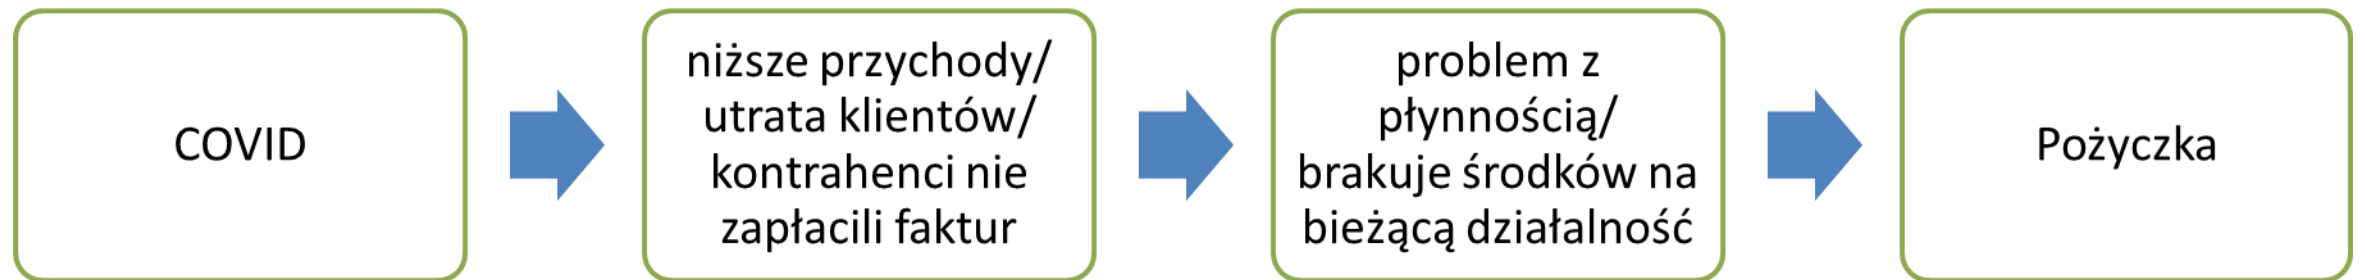 COVID
niższe przychody/
utrata klientów/
kontrahenci nie
zapłacili faktur
problem z
płynnością/
brakuje środków na
bieżącą działalność
Pożyczka